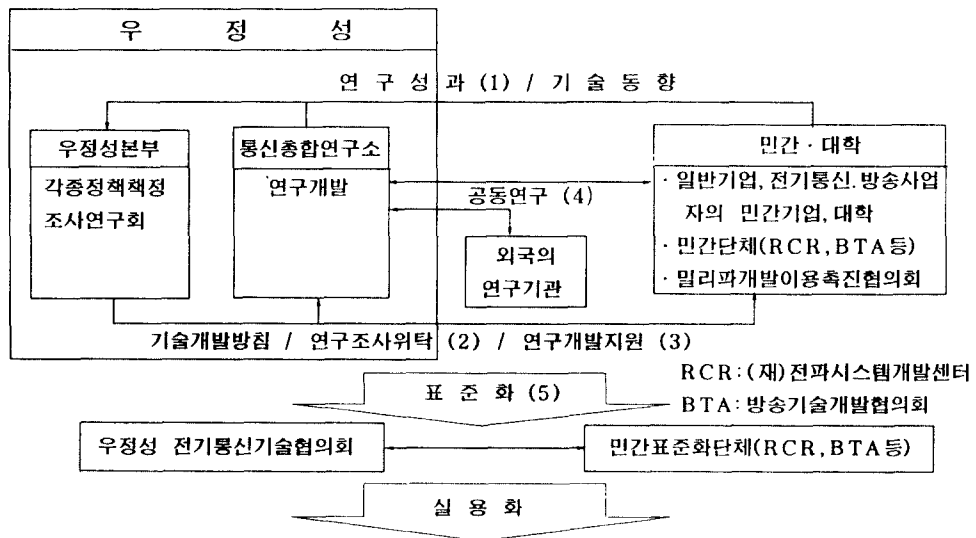 우 정 성
연 구 성 과 (1) / 기 술 동 향
우정성본부
각종정책책정
조사연구회
통신총합연구소
연구개발
공동연구 (4)
외국의
연구기관
민간 · 대학
· 일반기업, 전기통신.방송사업
자의 민간기업, 대학
· 민간단체(RCR, BTA등)
· 밀리파개발이용촉진협의회
기술개발방침 / 연구조사위탁 (2) / 연구개발지원 (3)
RCR:(재)전파시스템개발센터
BTA: 방송기술개발협의회
표 준 화 (5)
우정성 전기통신기술협의회
민간표준화단체(RCR, BTA등)
실 용 화